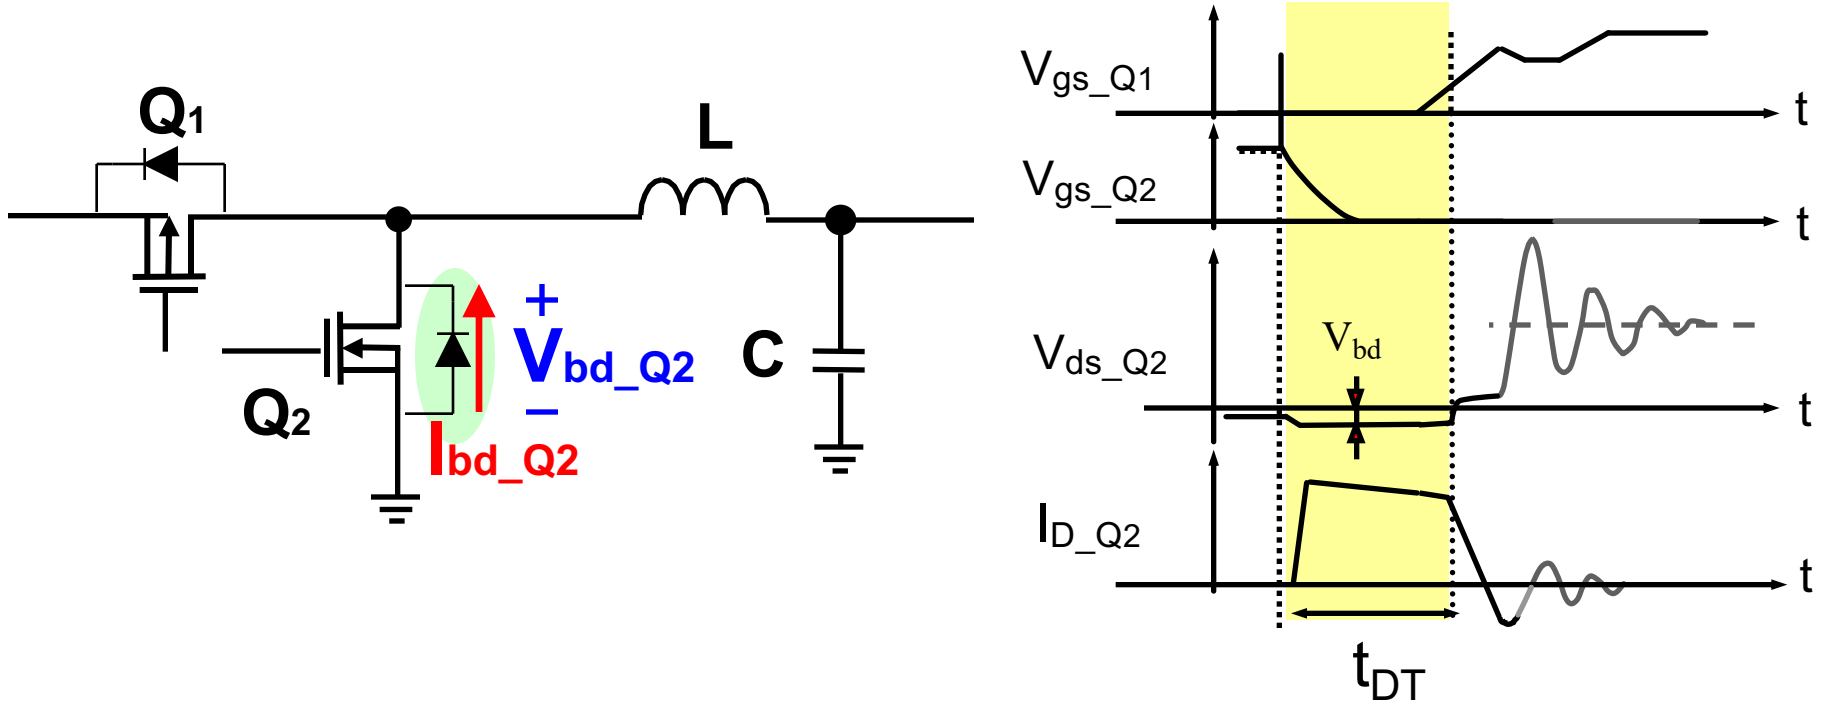 Q1
L
Q2
+
Vbd_Q2
−
Ibd_Q2
C
Vgs_Q1
t
Vgs_Q2
t
Vds_Q2
Vbd
t
ID_Q2
t
tDT